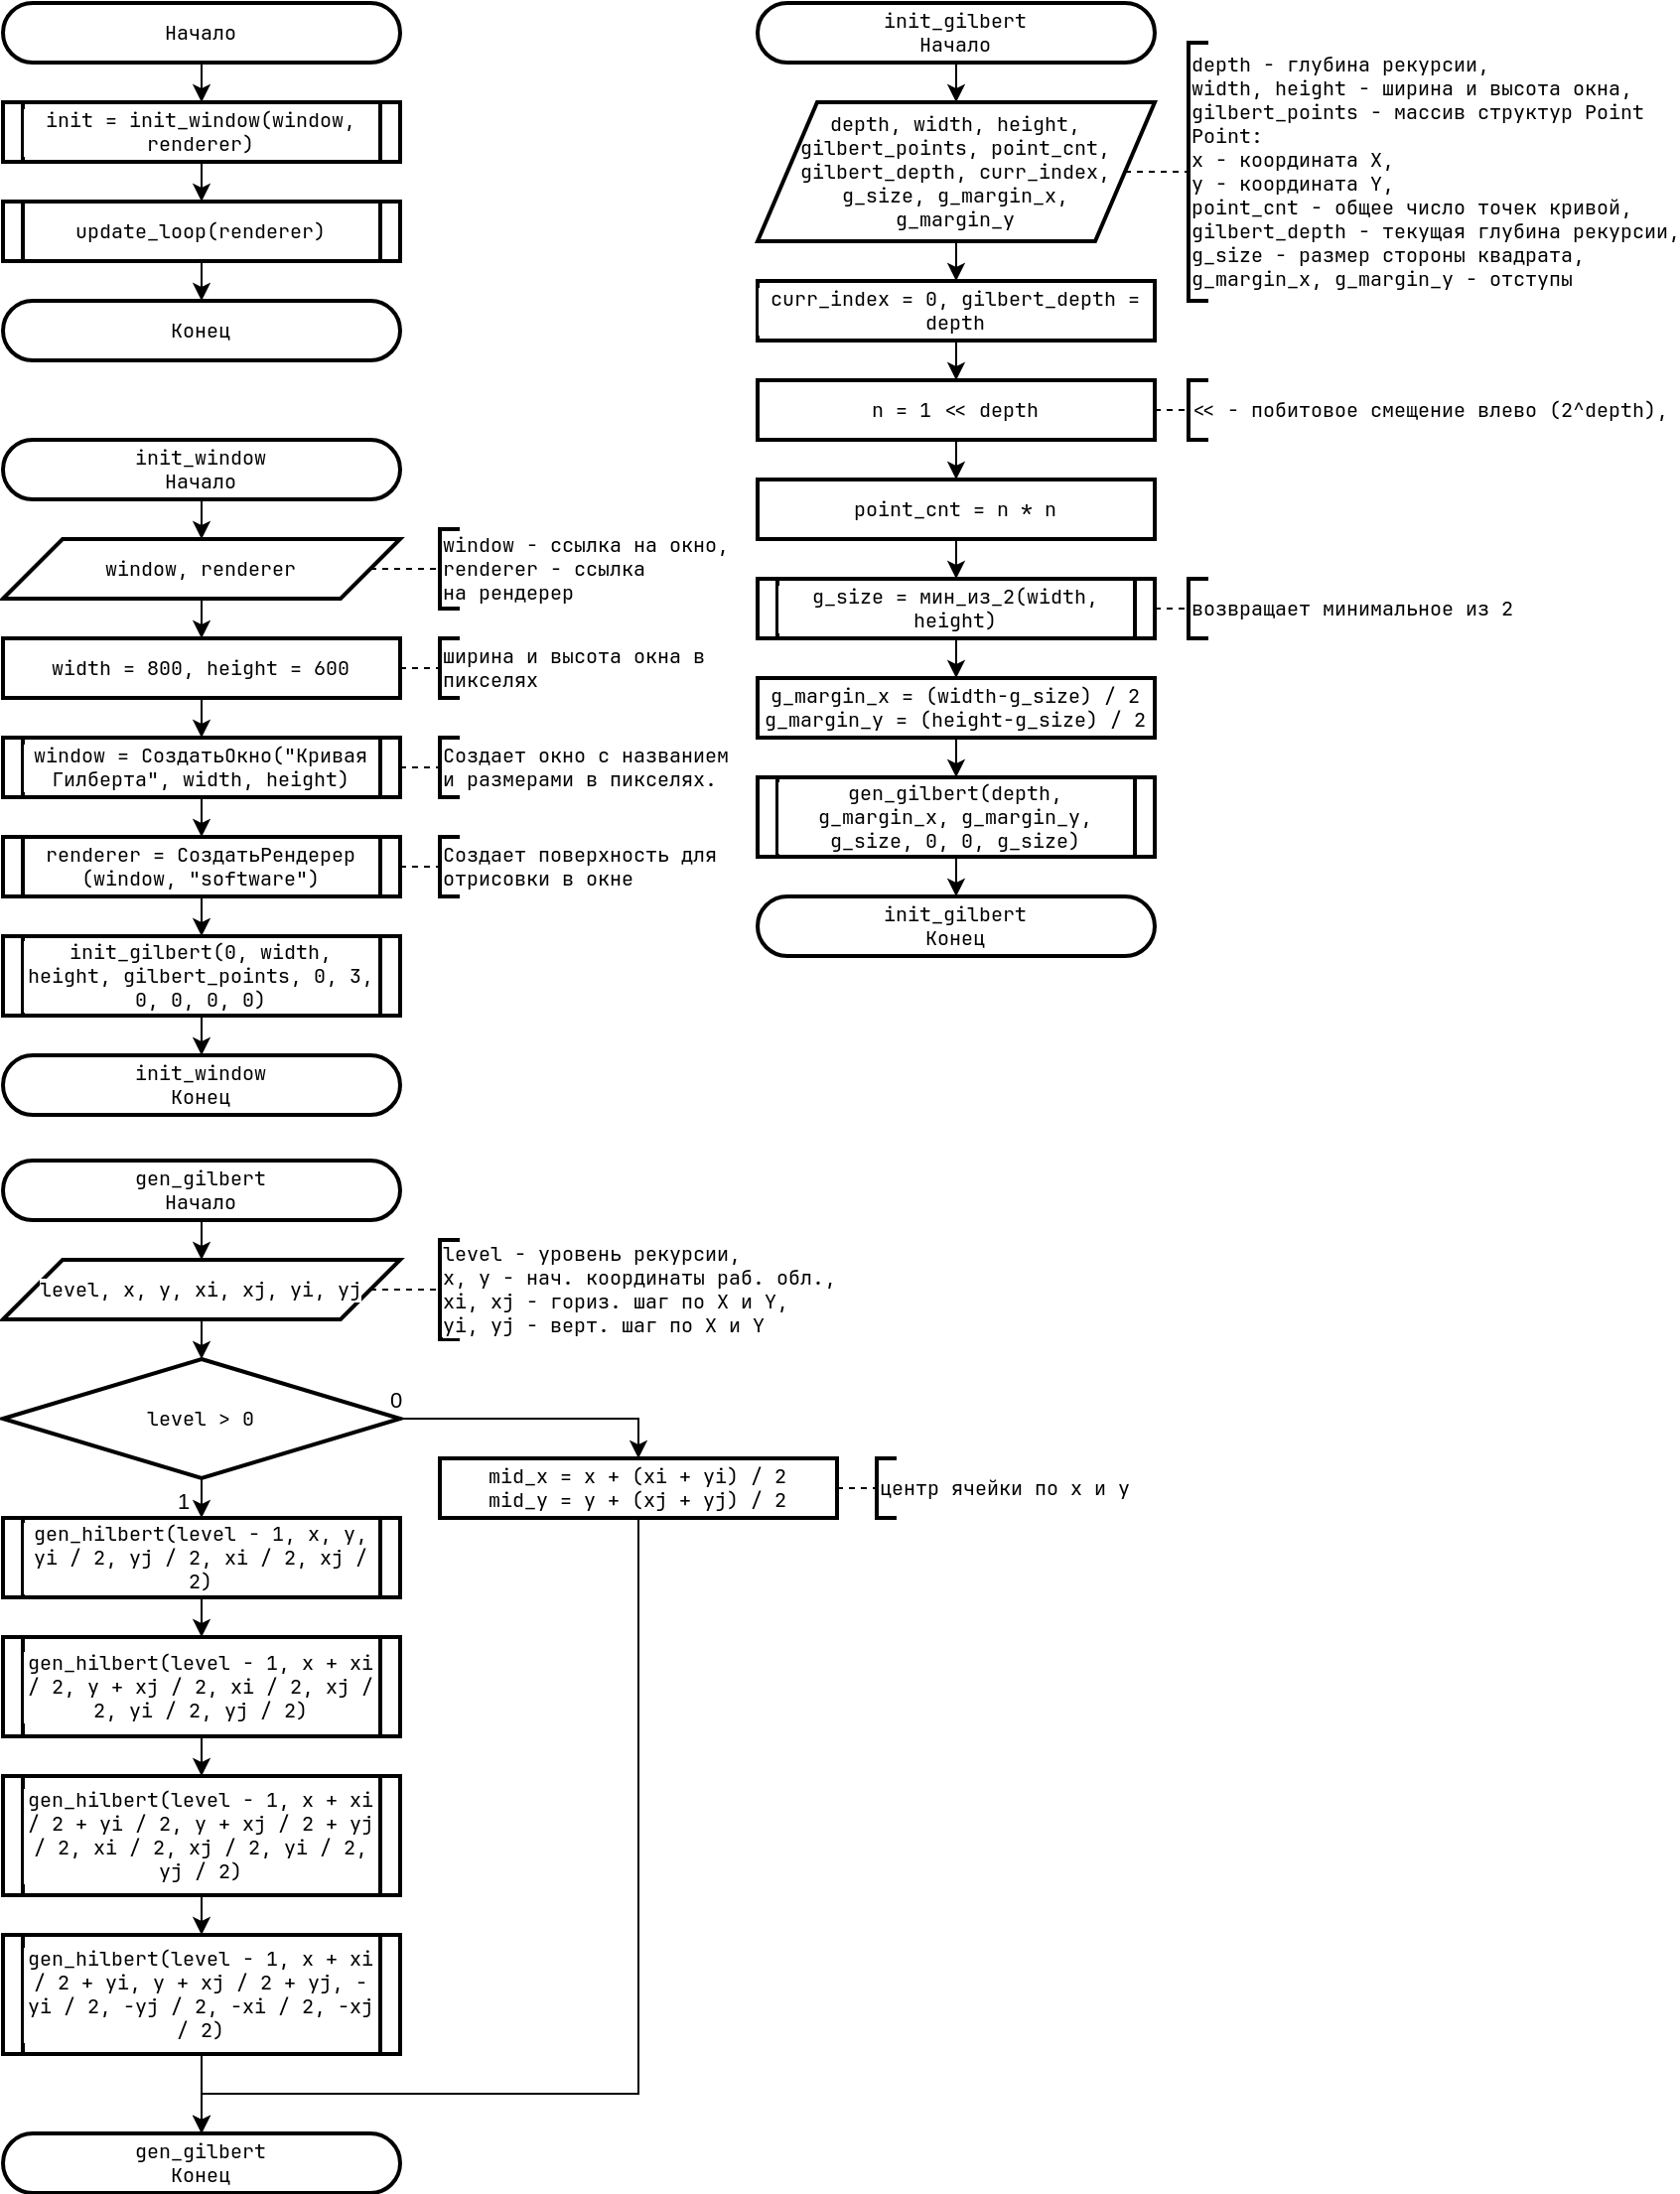 Начало
init = init_window(window,
renderer)
update_loop(renderer)
Конец
init_window
Начало
window, renderer
window - ссылка на окно,
renderer - ссылка
на рендерер
width = 800, height = 600
ширина и высота окна в
пикселях
window = СоздатьОкно("Кривая
Гилберта", width, height)
Создает окно с названием
и размерами в пикселях.
renderer = СоздатьРендерер
(window, "software")
Создает поверхность для
отрисовки в окне
init_gilbert(0, width,
height, gilbert_points, 0, 3,
0, 0, 0, 0)
init_window
Конец
init_gilbert
Начало
depth, width, height,
gilbert_points, point_cnt,
gilbert_depth, curr_index,
g_size, g_margin_x,
g_margin_y
depth - глубина рекурсии,
width, height - ширина и высота окна,
gilbert_points - массив структур Point
Point:
x - координата X,
y - координата Y,
point_cnt - общее число точек кривой,
gilbert_depth - текущая глубина рекурсии,
g_size - размер стороны квадрата,
g_margin_x, g_margin_y - отступы
curr_index = 0, gilbert_depth =
depth
n = 1 << depth
<< - побитовое смещение влево (2^depth),
point_cnt = n * n
g_size = мин_из_2(width,
height)
возвращает минимальное из 2
g_margin_x = (width-g_size) / 2
g_margin_y = (height-g_size) / 2
gen_gilbert(depth,
g_margin_x, g_margin_y,
g_size, 0, 0, g_size)
init_gilbert
Конец
gen_gilbert
Начало
level, x, y, xi, xj, yi, yj
level - уровень рекурсии,
x, y - нач. координаты раб. обл.,
xi, xj - гориз. шаг по X и Y,
yi, yj - верт. шаг по X и Y
level > 0
0
1
mid_x = x + (xi + yi) / 2
mid_y = y + (xj + yj) / 2
центр ячейки по x и y
gen_hilbert(level - 1, x, y,
yi / 2, yj / 2, xi / 2, xj /
2)
gen_hilbert(level - 1, x + xi
/ 2, y + xj / 2, xi / 2, xj /
2, yi / 2, yj / 2)
gen_hilbert(level - 1, x + xi
/ 2 + yi / 2, y + xj / 2 + yj
/ 2, xi / 2, xj / 2, yi / 2,
yj / 2)
gen_hilbert(level - 1, x + xi
/ 2 + yi, y + xj / 2 + yj, -
yi / 2, -yj / 2, -xi / 2, -xj
/ 2)
gen_gilbert
Конец